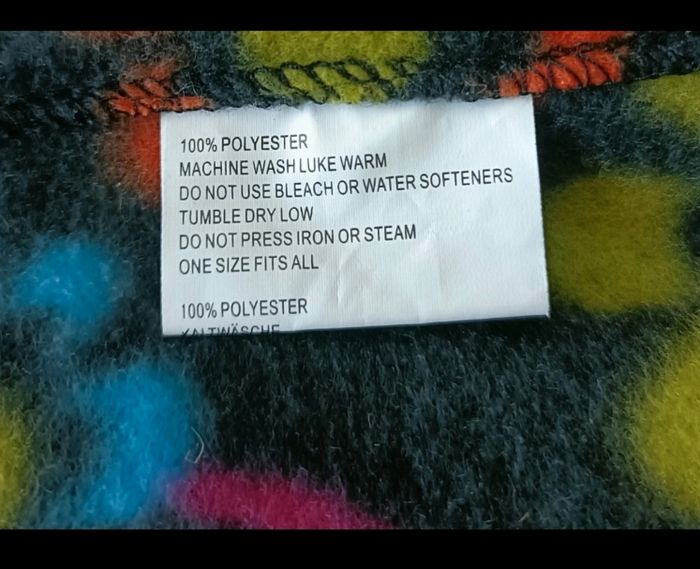 100% POLYESTER
MACHINE WASH LUKE WARM
DO NOT USE BLEACH OR WATER SOFTENERS
TUMBLE DRY LOW
DO NOT PRESS IRON OR STEAM
ONE SIZE FITS ALL
100% POLYESTER
KALTWÄSCHE